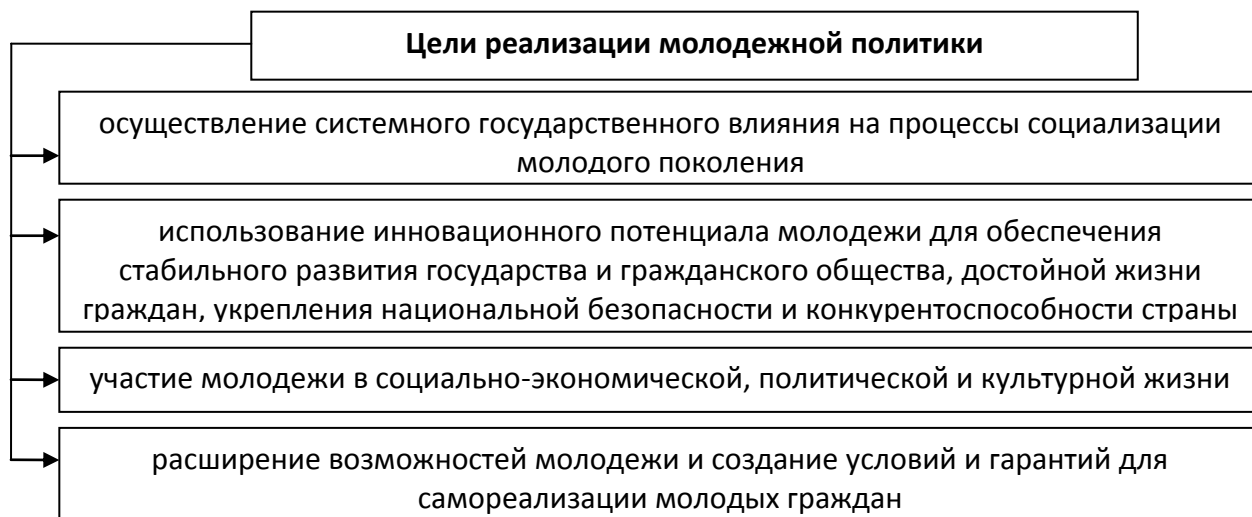 Цели реализации молодежной политики
осуществление системного государственного влияния на процессы социализации
молодого поколения
использование инновационного потенциала молодежи для обеспечения
стабильного развития государства и гражданского общества, достойной жизни
граждан, укрепления национальной безопасности и конкурентоспособности страны
участие молодежи в социально-экономической, политической и культурной жизни
расширение возможностей молодежи и создание условий и гарантий для
самореализации молодых граждан